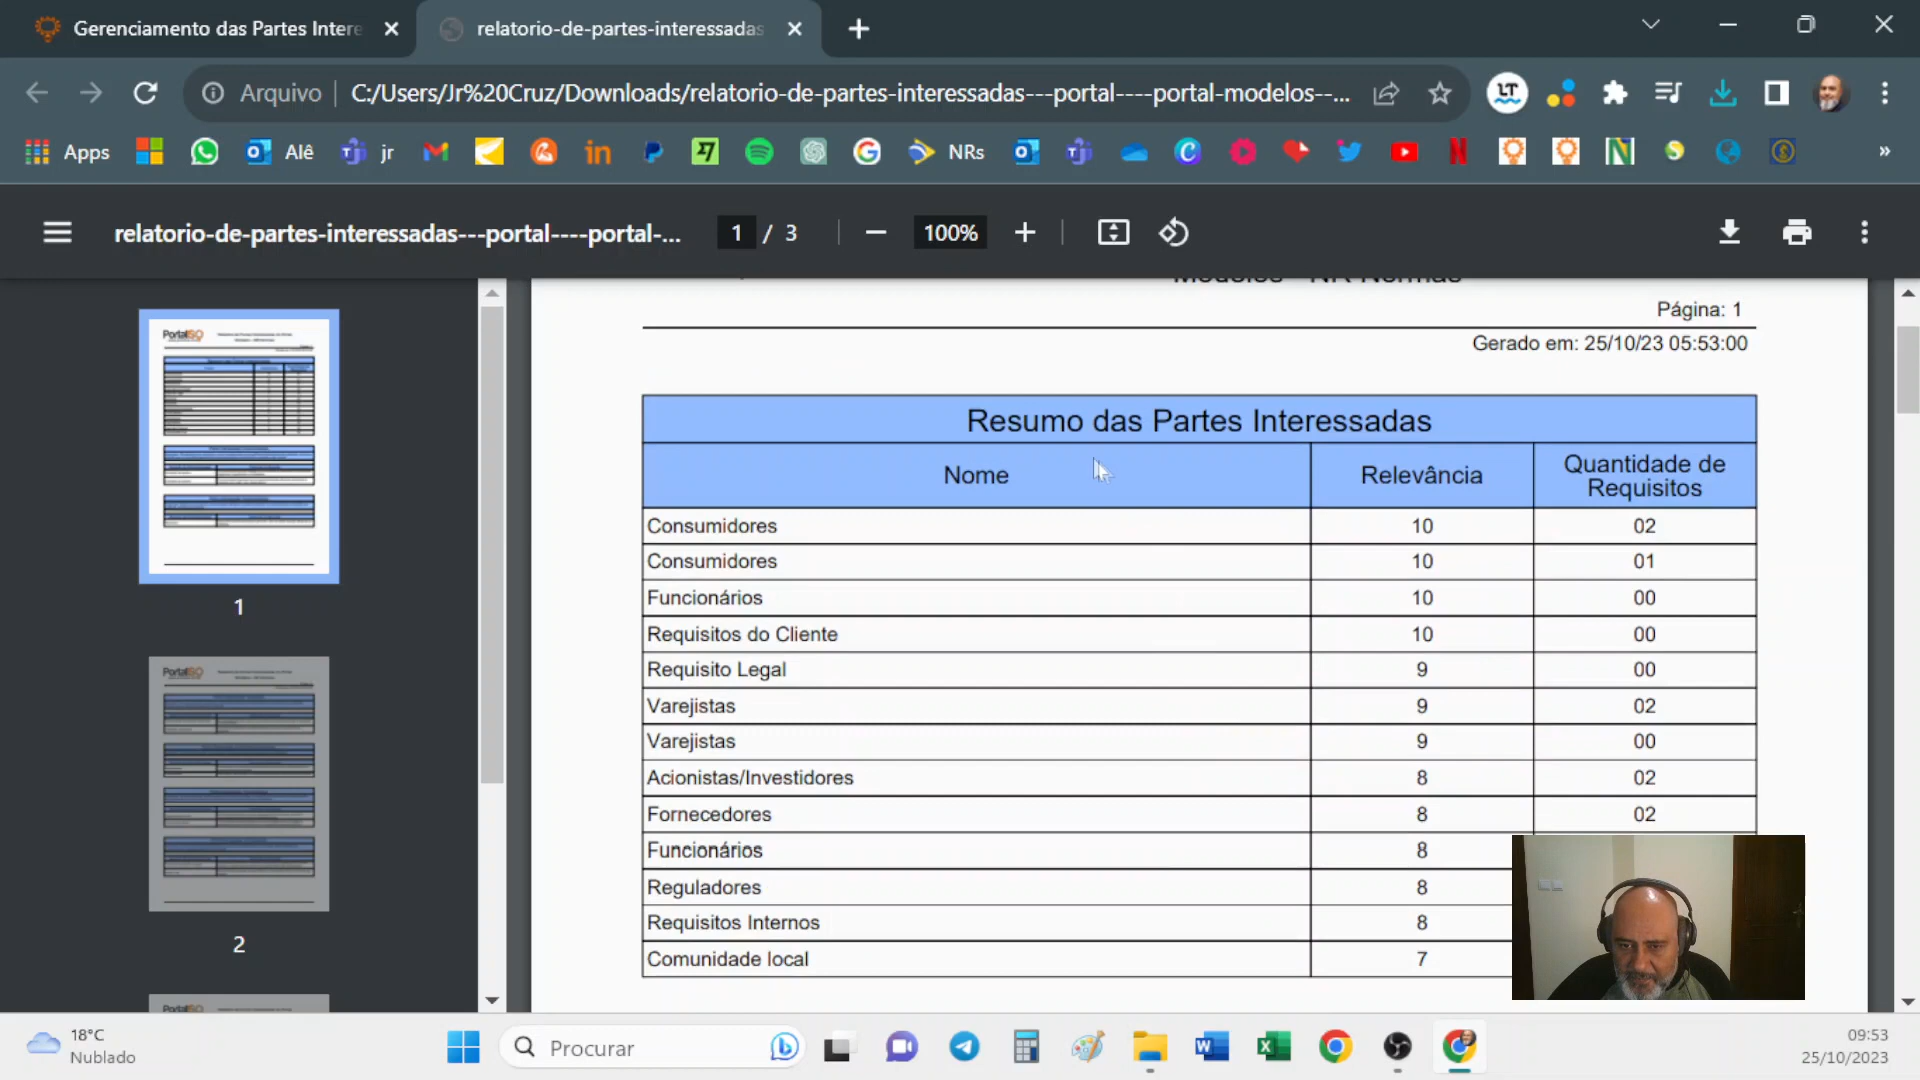 Gerenciamento das Partes Intere
relatorio-de-partes-interessadas
Arquivo
C:/Users/Jr%20Cruz/Downloads/relatorio-de-partes-interessadas---portal----portal-modelos--...
Apps
Alê
jr
NRs
relatorio-de-partes-interessadas---portal----portal-...
1 / 3
100%
Página: 1
Gerado em: 25/10/23 05:53:00
Resumo das Partes Interessadas
Nome Relevância Quantidade de
Requisitos
Consumidores 10 02
Consumidores 10 01
Funcionários 10 00
Requisitos do Cliente 10 00
Requisito Legal 9 00
Varejistas 9 02
Varejistas 9 00
Acionistas/Investidores 8 02
Fornecedores 8 02
Funcionários 8
Reguladores 8
Requisitos Internos 8
Comunidade local 7
PortalISO
1
PortalISO
2
18°C
Nublado
Procurar
09:53
25/10/2023